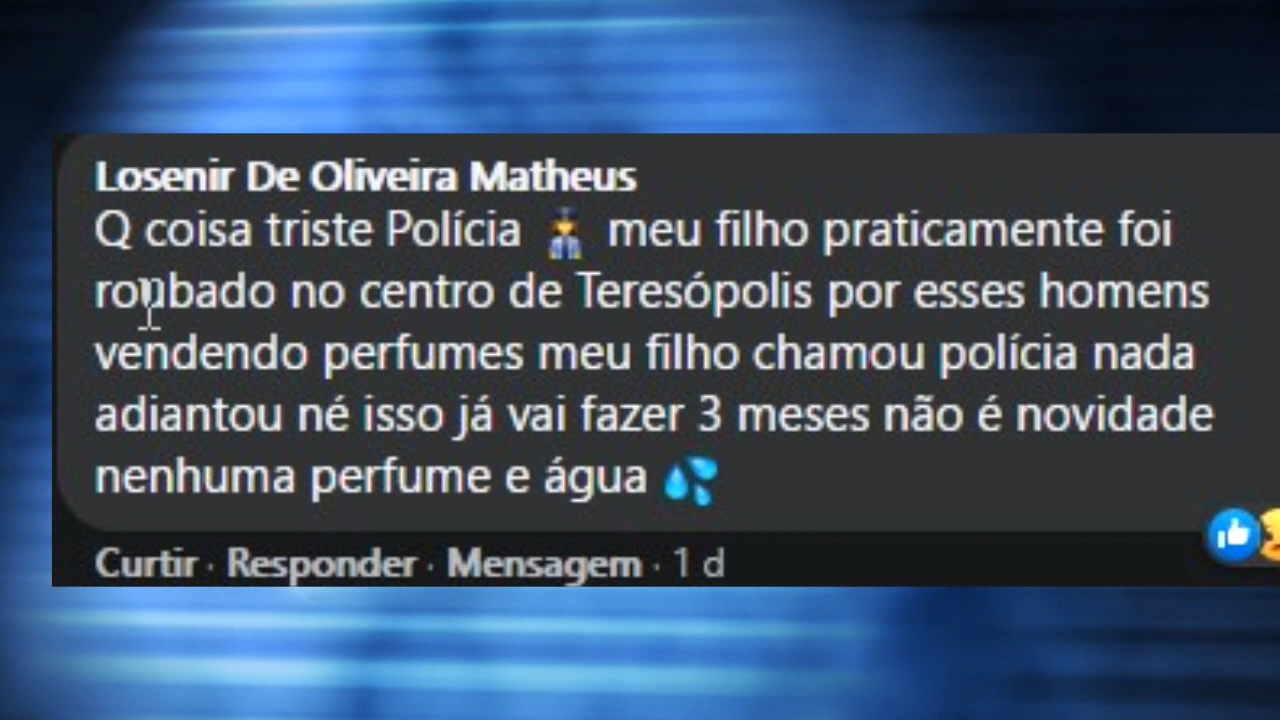 Losenir De Oliveira Matheus
Q coisa triste Polícia 👮 meu filho praticamente foi
roubado no centro de Teresópolis por esses homens
vendendo perfumes meu filho chamou polícia nada
adiantou né isso já vai fazer 3 meses não é novidade
nenhuma perfume e água 💦
Curtir · Responder · Mensagem · 1 d